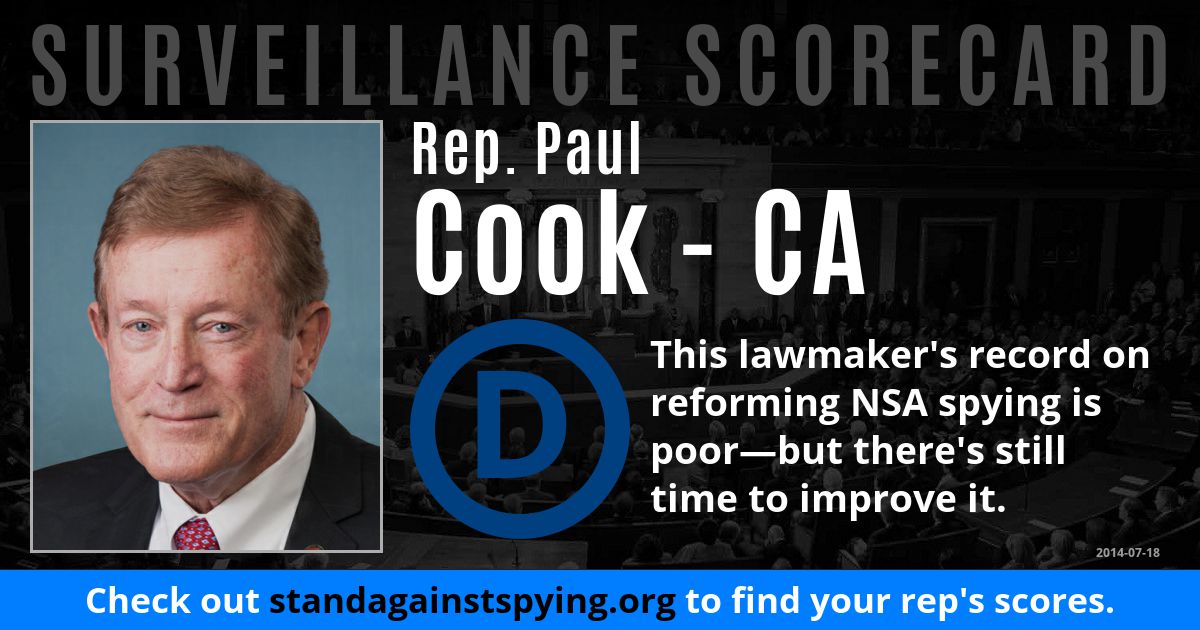 SURVEILLANCE SCORECARD
Rep. Paul
Cook - CA
D
This lawmaker's record on
reforming NSA spying is
poor—but there's still
time to improve it.
2014-07-18
Check out standagainstspying.org to find your rep's scores.